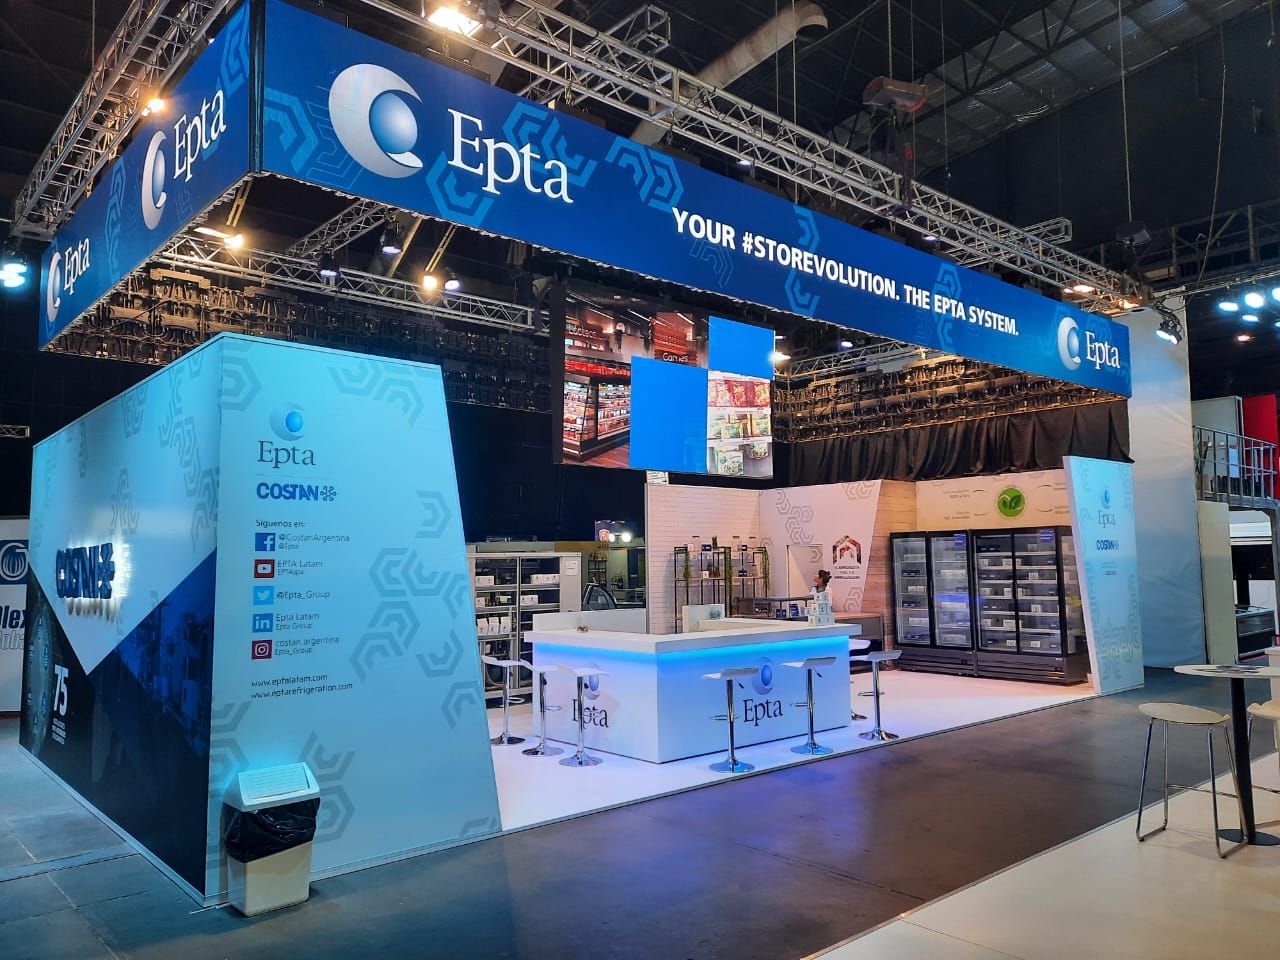 Epta
YOUR #STOREVOLUTION. THE EPTA SYSTEM.
Epta
Epta
Epta
Epta
COSTAN
Síguenos en:
@CostanArgentina
@Epta
EPTA Latam
EPTAspa
@Epta_Group
Epta Latam
Epta Group
costan.argentina
Epta_Group
www.eptalatam.com
www.eptarefrigeration.com
COSTAN
75
Epta
Epta
Epta
COSTAN